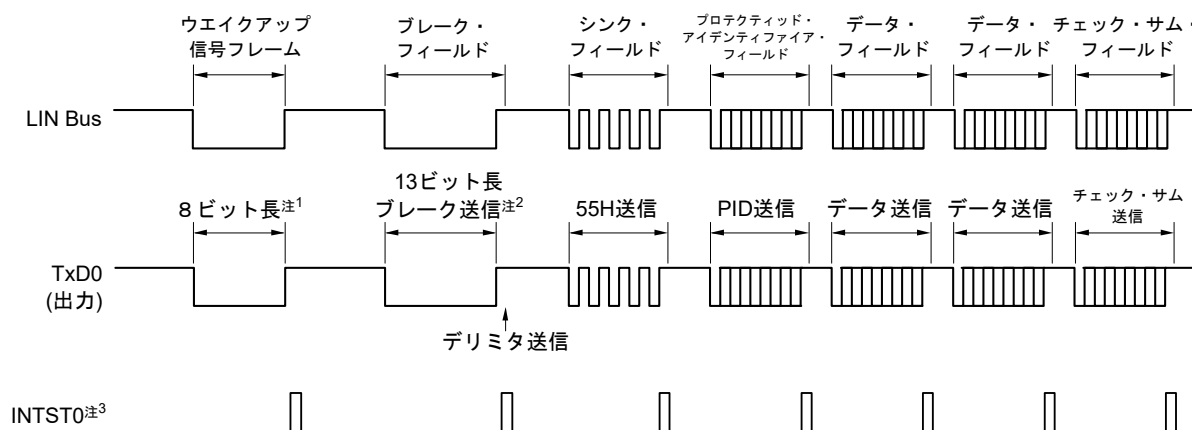 ウエイクアップ
信号フレーム
ブレーク・
フィールド
シンク・
フィールド
プロテクティッド・
アイデンティファイア・
フィールド
データ・
フィールド
データ・
フィールド
チェック・サム・
フィールド
LIN Bus
8 ビット長注1
13ビット長
ブレーク送信注2
55H送信
PID送信
データ送信
データ送信
チェック・サム
送信
TxD0
(出力)
デリミタ送信
INTST0注3